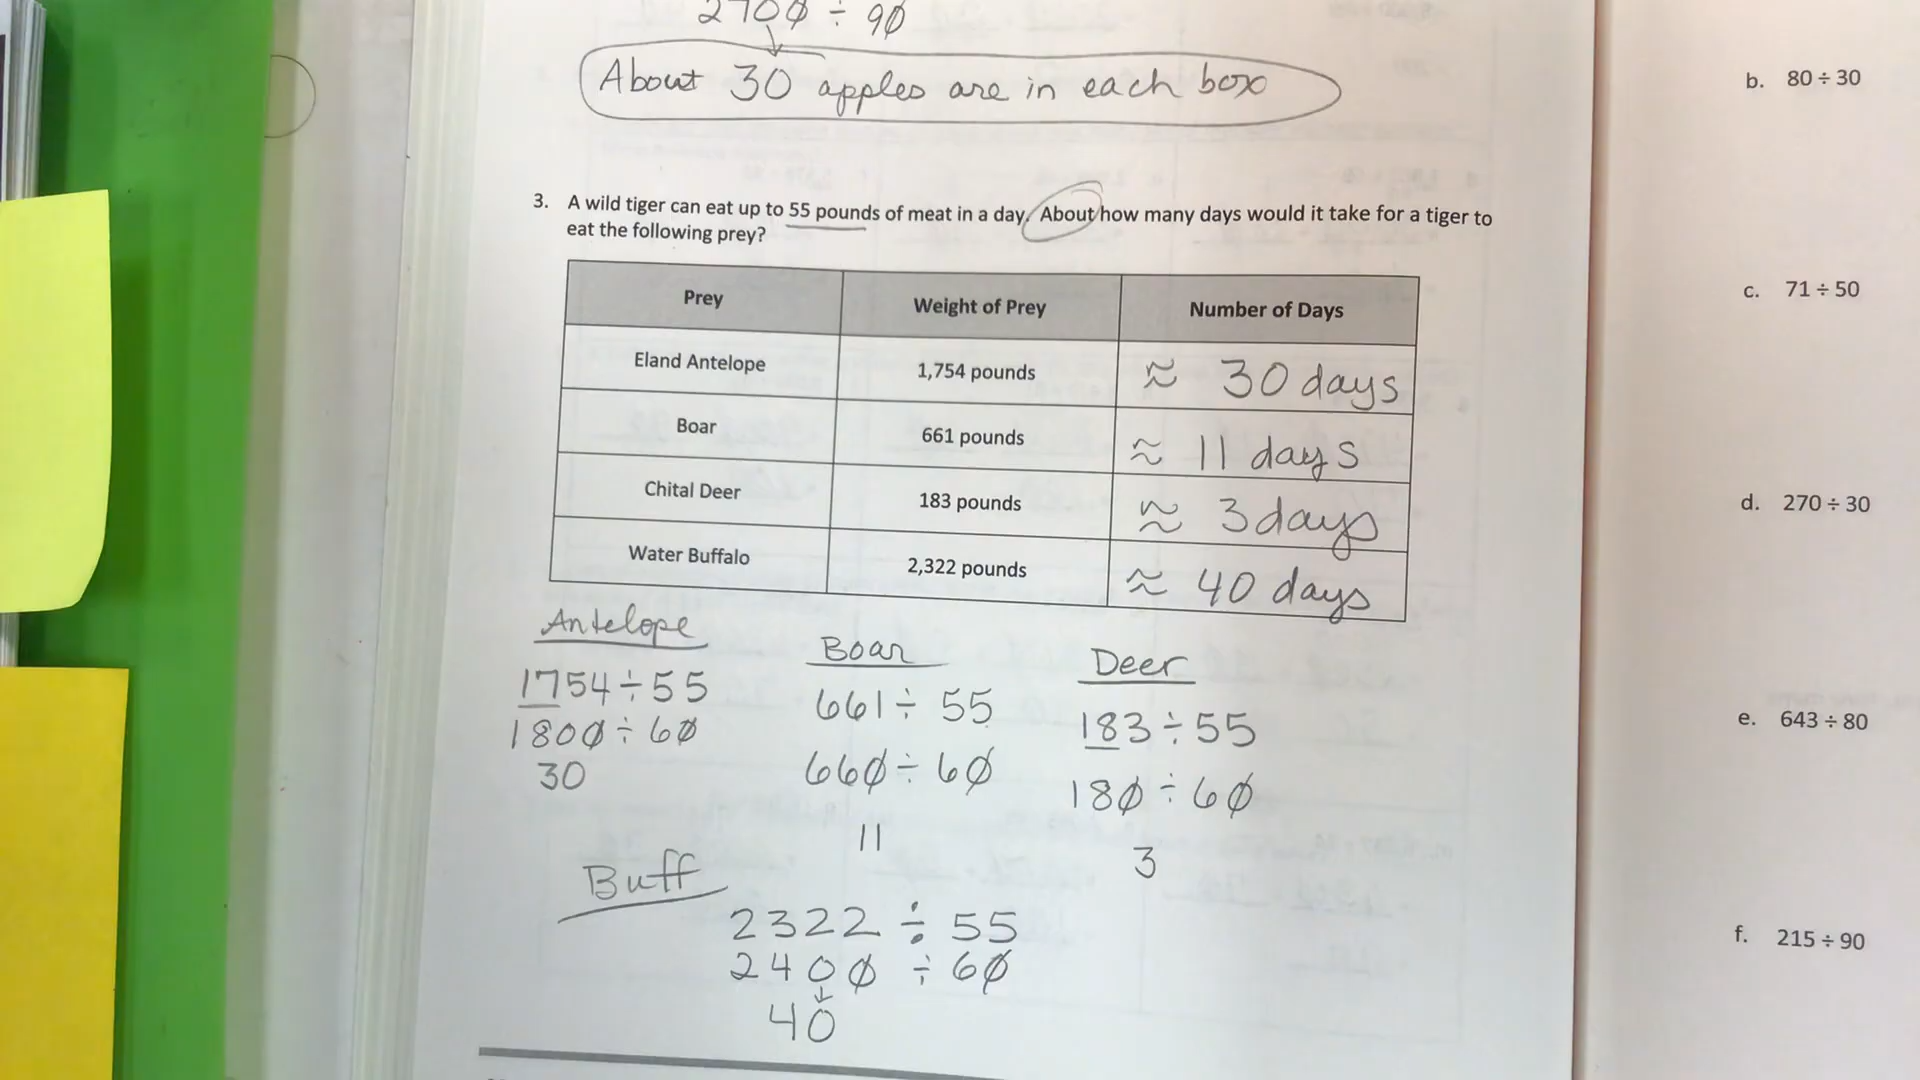 2700 ÷ 90
About 30 apples are in each box
3. A wild tiger can eat up to 55 pounds of meat in a day. About how many days would it take for a tiger to
eat the following prey?
Prey Weight of Prey Number of Days
Eland Antelope 1,754 pounds ≈ 30 days
Boar 661 pounds ≈ 11 days
Chital Deer 183 pounds ≈ 3 days
Water Buffalo 2,322 pounds ≈ 40 days
Antelope
1754 ÷ 55
1800 ÷ 60
30
Boar
661 ÷ 55
660 ÷ 60
11
Deer
183 ÷ 55
180 ÷ 60
3
Buff
2322 ÷ 55
2400 ÷ 60
40
b. 80 ÷ 30
c. 71 ÷ 50
d. 270 ÷ 30
e. 643 ÷ 80
f. 215 ÷ 90